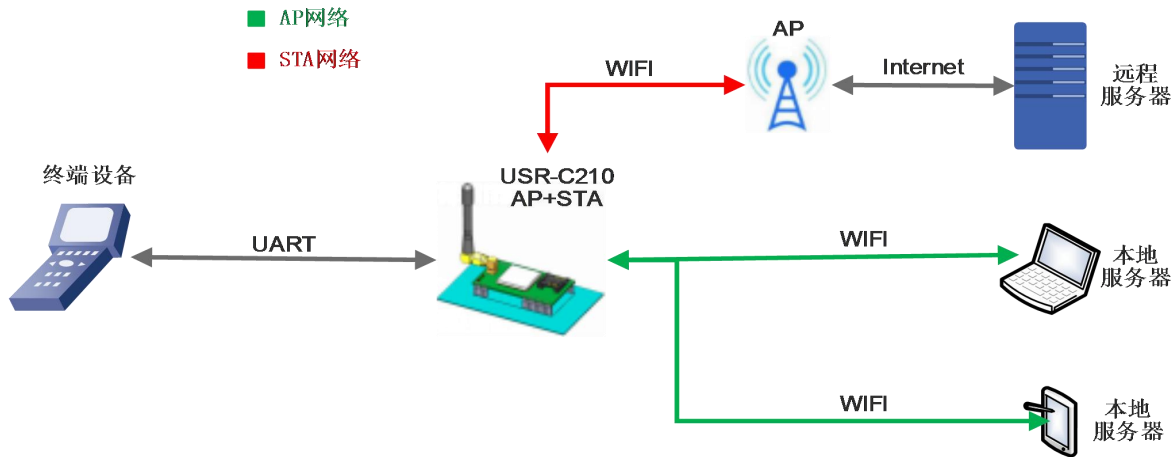 AP网络
STA网络
AP
WIFI
Internet
远程
服务器
终端设备
USR-C210
AP+STA
UART
WIFI
本地
服务器
WIFI
本地
服务器